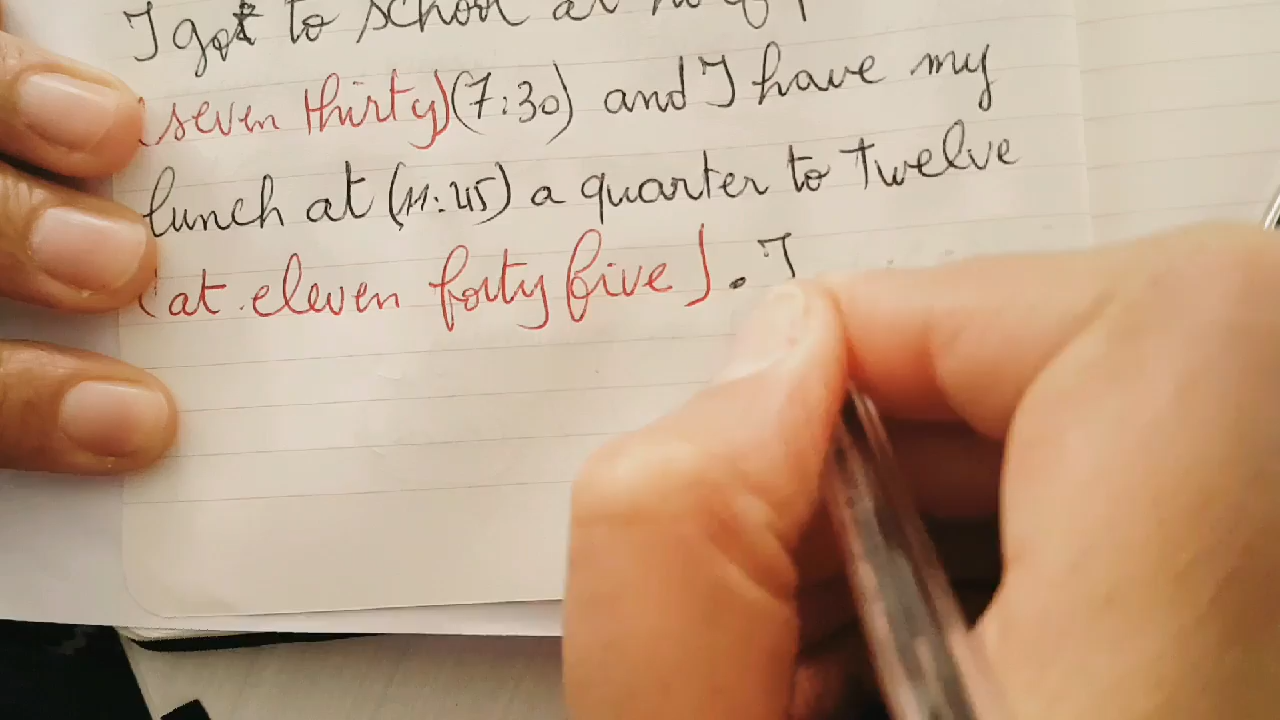 I got to school at
(seven thirty)(7:30) and I have my
lunch at (11:45) a quarter to twelve
(at eleven forty five). I